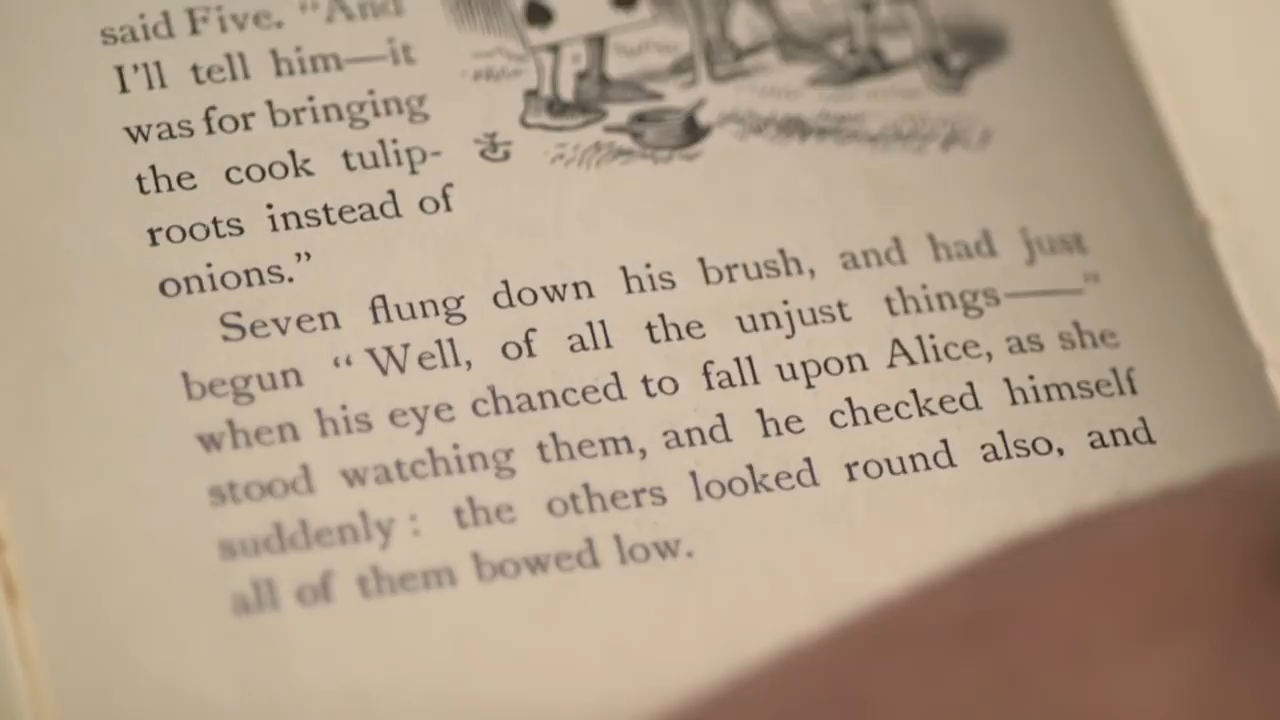 said Five. “And
I’ll tell him—it
was for bringing
the cook tulip-
roots instead of
onions.”
Seven flung down his brush, and had just
begun “Well, of all the unjust things——”
when his eye chanced to fall upon Alice, as she
stood watching them, and he checked himself
suddenly: the others looked round also, and
all of them bowed low.